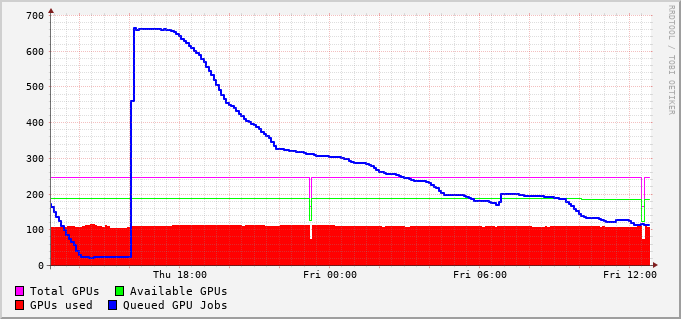 700
600
500
400
300
200
100
0
Thu 18:00 Fri 00:00 Fri 06:00 Fri 12:00
Total GPUs Available GPUs
GPUs used Queued GPU Jobs
RRDTOOL / TOBI OETIKER